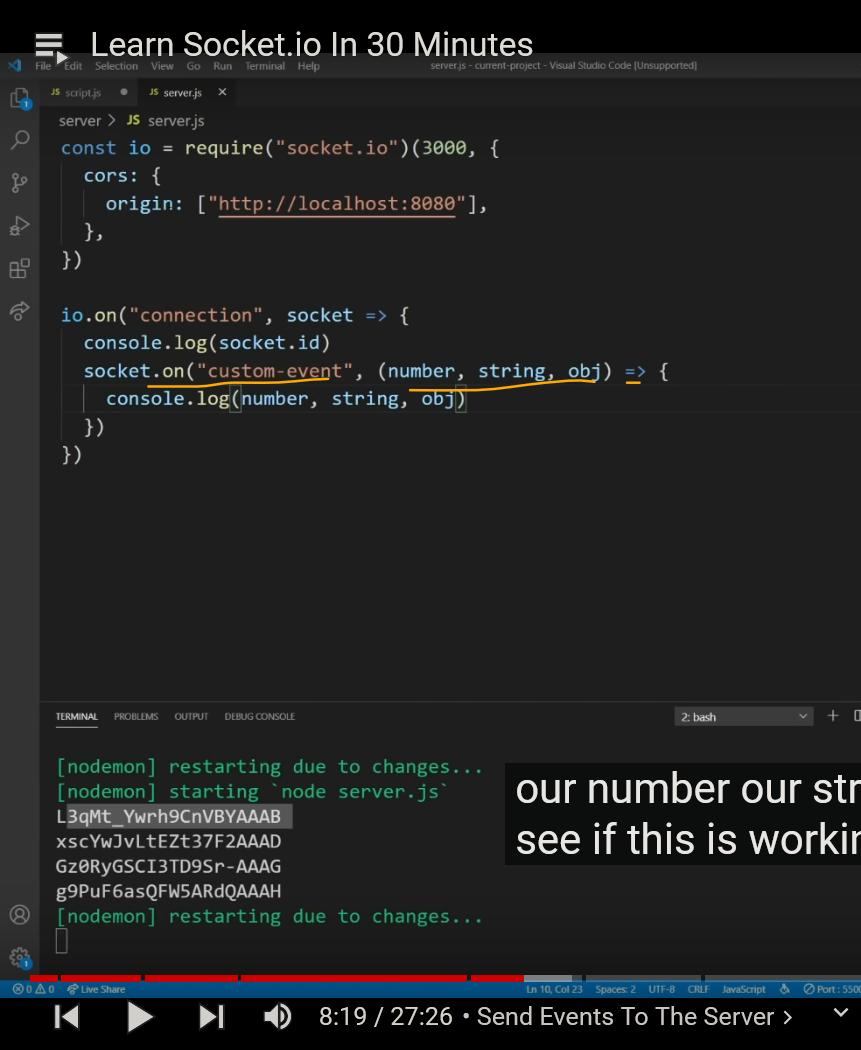 Learn Socket.io In 30 Minutes
File Edit Selection View Go Run Terminal Help server.js - current-project - Visual Studio Code [Unsupported]
JS script.js JS server.js
server > JS server.js
const io = require("socket.io")(3000, {
cors: {
origin: ["http://localhost:8080"],
},
})
io.on("connection", socket => {
console.log(socket.id)
socket.on("custom-event", (number, string, obj) => {
console.log(number, string, obj)
})
})
TERMINAL PROBLEMS OUTPUT DEBUG CONSOLE 2: bash
[nodemon] restarting due to changes...
[nodemon] starting `node server.js`
L3qMt_Ywrh9CnVBYAAAB
xscYwJvLtEZt37F2AAAD
Gz0RyGSCI3TD9Sr-AAAG
g9PuF6asQFW5ARdQAAAH
[nodemon] restarting due to changes...
our number our str
see if this is workin
0 0 Live Share Ln 10, Col 23 Spaces: 2 UTF-8 CRLF JavaScript Port : 5500
8:19 / 27:26 • Send Events To The Server >